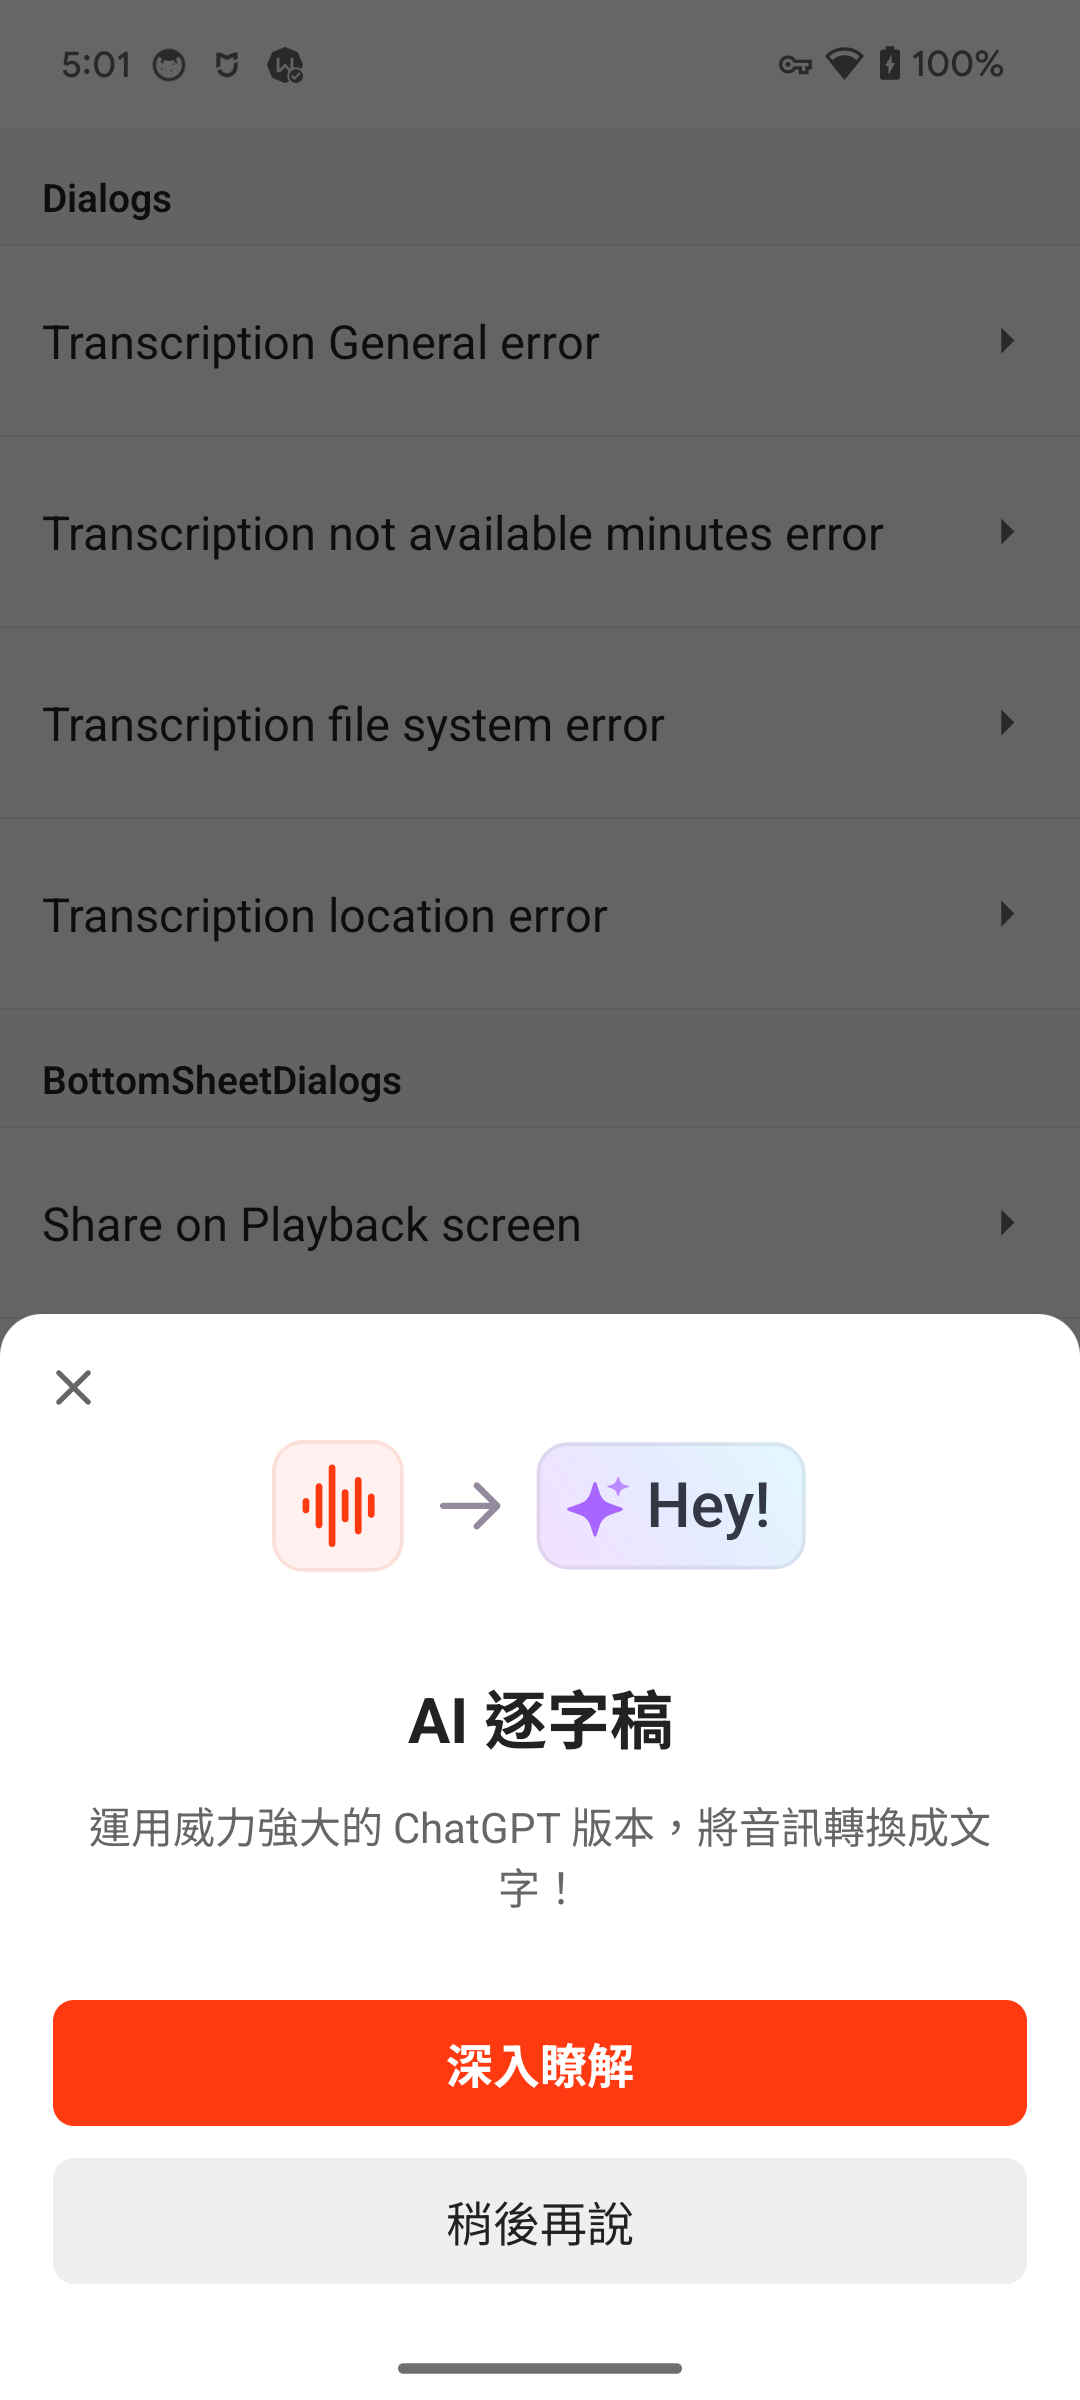 5:01
100%
Dialogs
Transcription General error
Transcription not available minutes error
Transcription file system error
Transcription location error
BottomSheetDialogs
Share on Playback screen
Hey!
AI 逐字稿
運用威力強大的 ChatGPT 版本，將音訊轉換成文
字！
深入瞭解
稍後再說